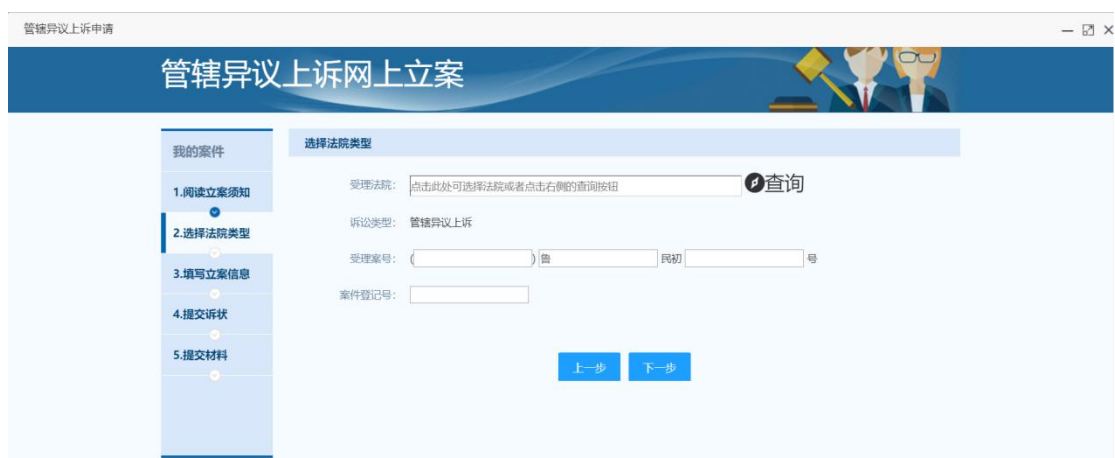 管辖异议上诉申请
管辖异议上诉网上立案
我的案件
1.阅读立案须知
2.选择法院类型
3.填写立案信息
4.提交诉状
5.提交材料
选择法院类型
受理法院： 点击此处可选择法院或者点击右侧的查询按钮 查询
诉讼类型： 管辖异议上诉
受理案号： ( ) 鲁 民初 号
案件登记号：
上一步 下一步